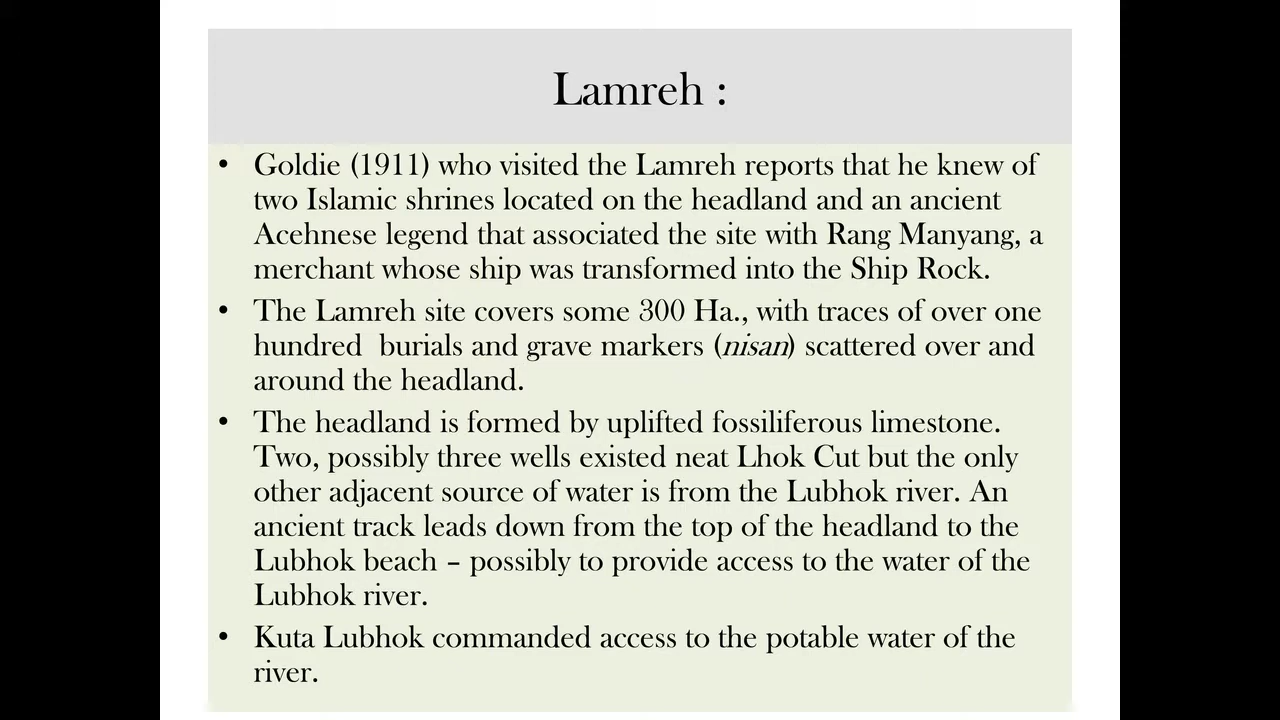 Lamreh :
• Goldie (1911) who visited the Lamreh reports that he knew of
two Islamic shrines located on the headland and an ancient
Acehnese legend that associated the site with Rang Manyang, a
merchant whose ship was transformed into the Ship Rock.
• The Lamreh site covers some 300 Ha., with traces of over one
hundred  burials and grave markers (nisan) scattered over and
around the headland.
• The headland is formed by uplifted fossiliferous limestone.
Two, possibly three wells existed neat Lhok Cut but the only
other adjacent source of water is from the Lubhok river. An
ancient track leads down from the top of the headland to the
Lubhok beach – possibly to provide access to the water of the
Lubhok river.
• Kuta Lubhok commanded access to the potable water of the
river.